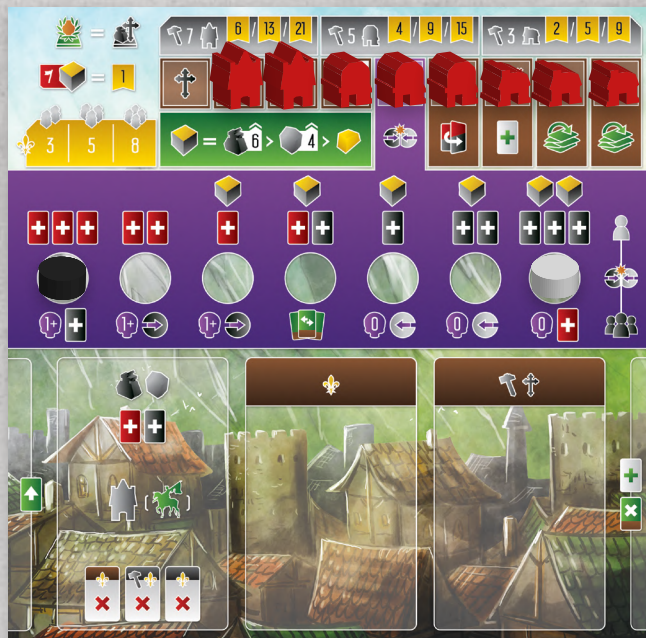 =
7 6 / 13 / 21
5 4 / 9 / 15
3 2 / 5 / 9
= 1
3 | 5 | 8
= 6 > 4 >
+ + + + + + + + + + + + +
1+ + 1+ 1+ 0 0 0 +
+ +
+